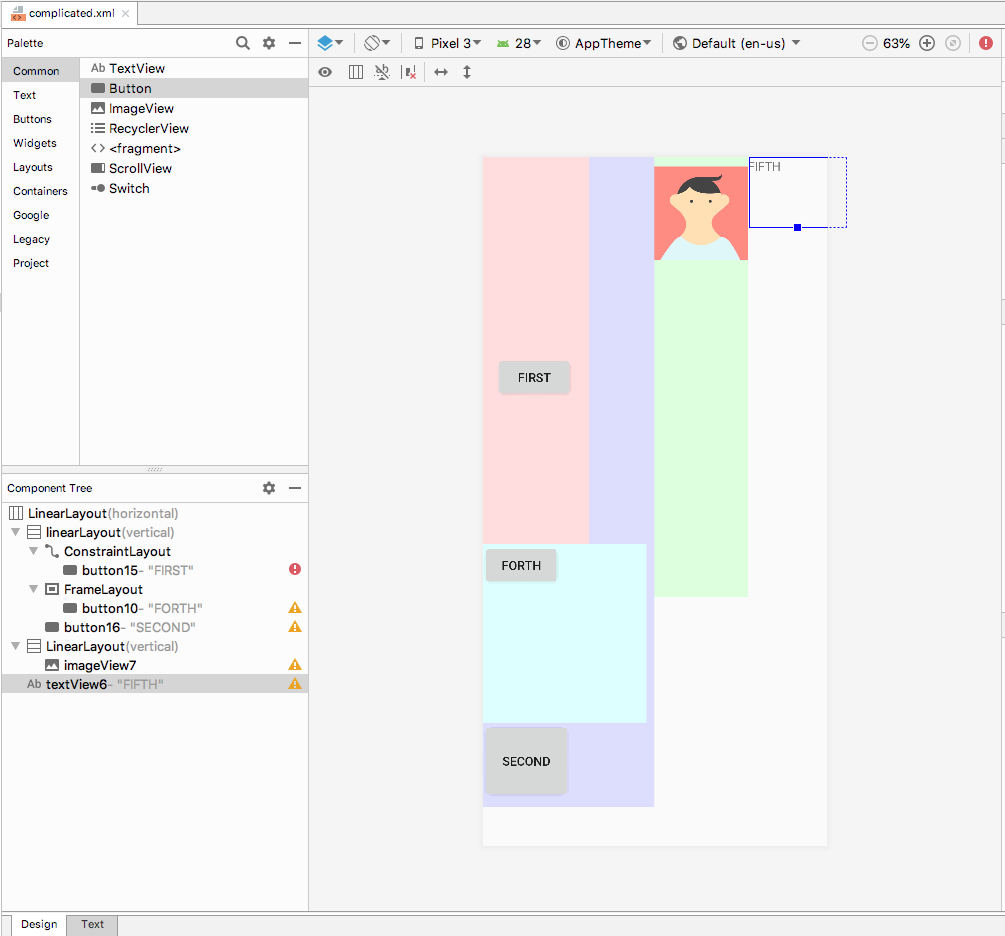 complicated.xml
Palette
Pixel 3
28
AppTheme
Default (en-us)
63%
Common
Text
Buttons
Widgets
Layouts
Containers
Google
Legacy
Project
Ab TextView
Button
ImageView
RecyclerView
<fragment>
ScrollView
Switch
FIFTH
FIRST
FORTH
SECOND
Component Tree
LinearLayout(horizontal)
linearLayout(vertical)
ConstraintLayout
button15- "FIRST"
FrameLayout
button10- "FORTH"
button16- "SECOND"
LinearLayout(vertical)
imageView7
Ab textView6- "FIFTH"
Design
Text